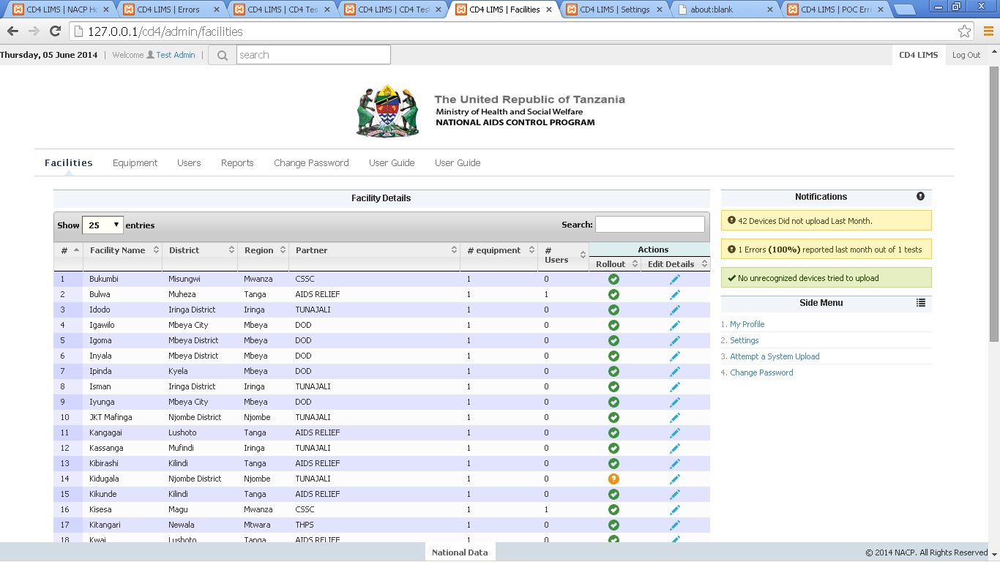 CD4 LIMS | NACP Ho
CD4 LIMS | Errors
CD4 LIMS | CD4 Tes
CD4 LIMS | CD4 Tes
CD4 LIMS | Facilities
CD4 LIMS | Settings
about:blank
CD4 LIMS | POC Erro
127.0.0.1/cd4/admin/facilities
Thursday, 05 June 2014 | Welcome Test Admin | search CD4 LIMS Log Out
The United Republic of Tanzania
Ministry of Health and Social Welfare
NATIONAL AIDS CONTROL PROGRAM
Facilities Equipment Users Reports Change Password User Guide User Guide
Facility Details
Show 25 entries Search:
# Facility Name District Region Partner # equipment # Users Actions
Rollout Edit Details
1 Bukumbi Misungwi Mwanza CSSC 1 0
2 Bulwa Muheza Tanga AIDS RELIEF 1 1
3 Idodo Iringa District Iringa TUNAJALI 1 0
4 Igawilo Mbeya City Mbeya DOD 1 0
5 Igoma Mbeya District Mbeya DOD 1 0
6 Inyala Mbeya District Mbeya DOD 1 0
7 Ipinda Kyela Mbeya DOD 1 0
8 Isman Iringa District Iringa TUNAJALI 1 0
9 Iyunga Mbeya City Mbeya DOD 1 0
10 JKT Mafinga Njombe District Njombe TUNAJALI 1 0
11 Kangagai Lushoto Tanga AIDS RELIEF 1 0
12 Kassanga Mufindi Iringa TUNAJALI 1 0
13 Kibirashi Kilindi Tanga AIDS RELIEF 1 0
14 Kidugala Njombe District Njombe TUNAJALI 1 0
15 Kikunde Kilindi Tanga AIDS RELIEF 1 0
16 Kisesa Magu Mwanza CSSC 1 1
17 Kitangari Newala Mtwara THPS 1 0
18 Kwai Lushoto Tanga AIDS RELIEF 1 0
Notifications
42 Devices Did not upload Last Month.
1 Errors (100%) reported last month out of 1 tests
No unrecognized devices tried to upload
Side Menu
1. My Profile
2. Settings
3. Attempt a System Upload
4. Change Password
National Data
© 2014 NACP. All Rights Reserved